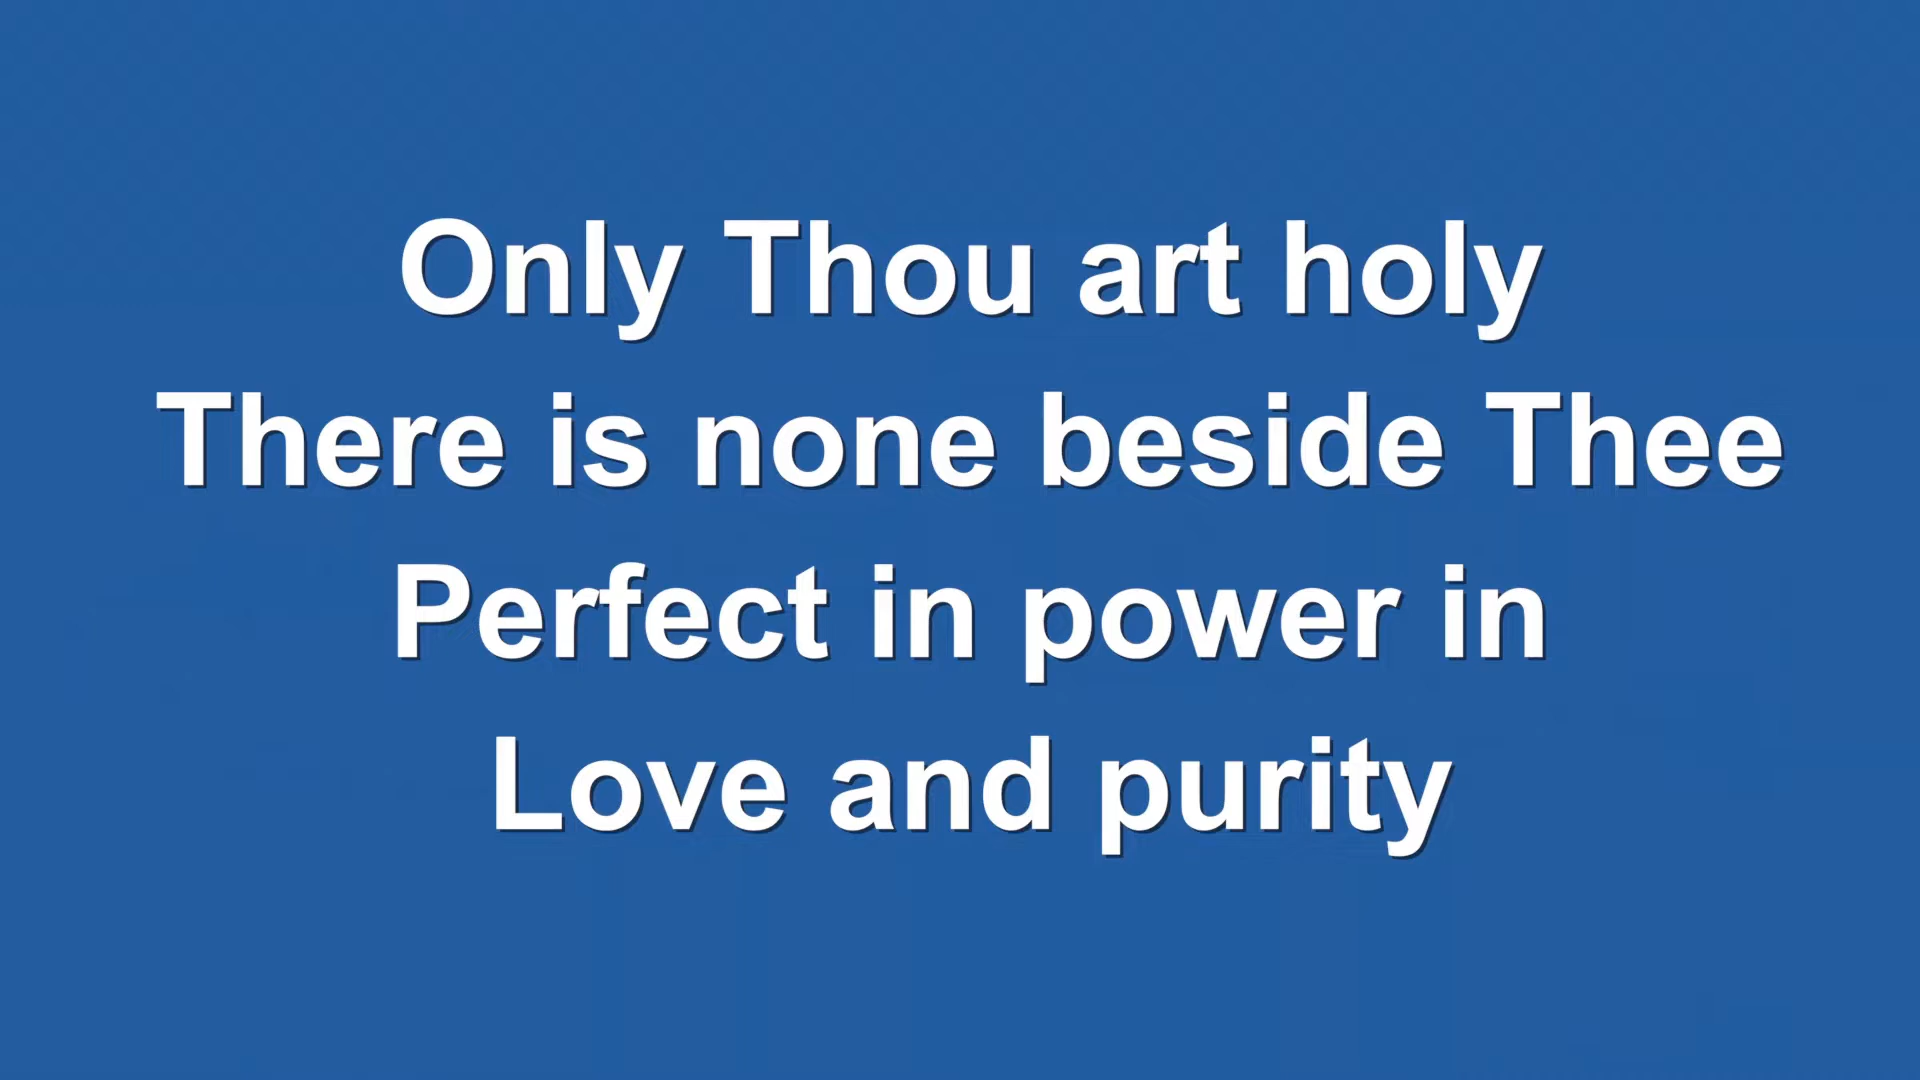 Only Thou art holy
There is none beside Thee
Perfect in power in
Love and purity